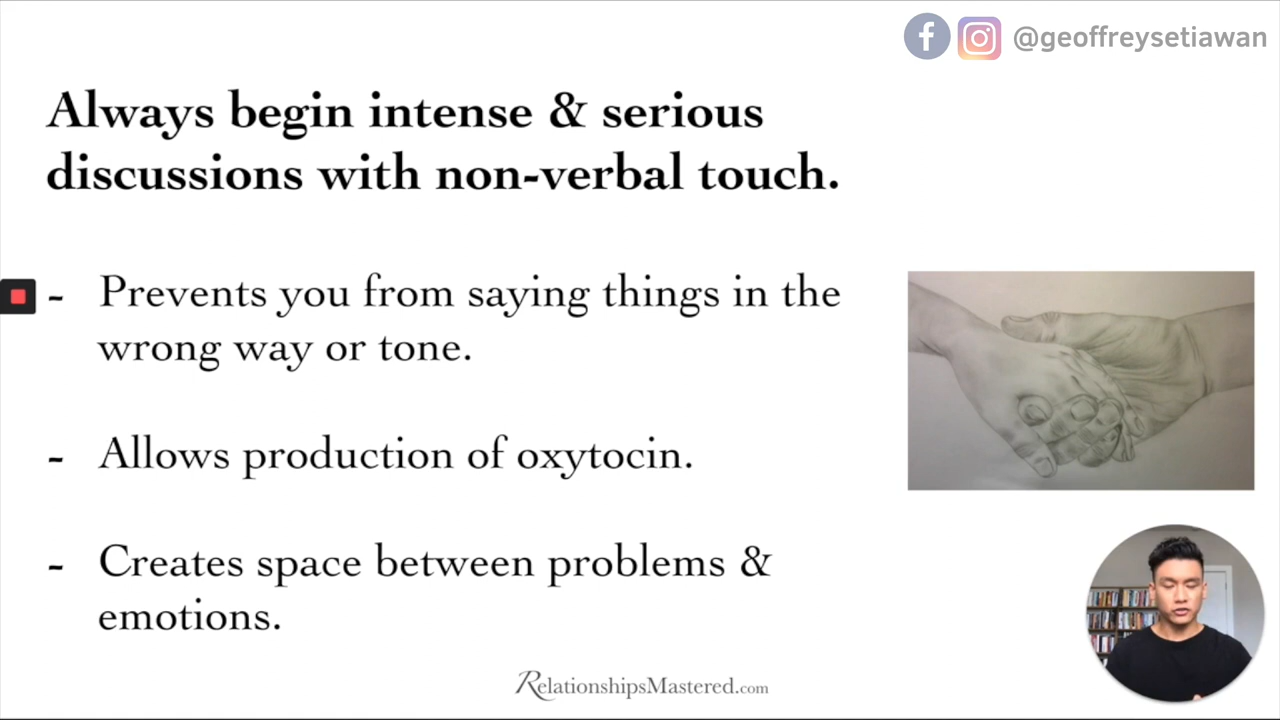 @geoffreysetiawan
Always begin intense & serious
discussions with non-verbal touch.
- Prevents you from saying things in the
wrong way or tone.
- Allows production of oxytocin.
- Creates space between problems &
emotions.
RelationshipsMastered.com